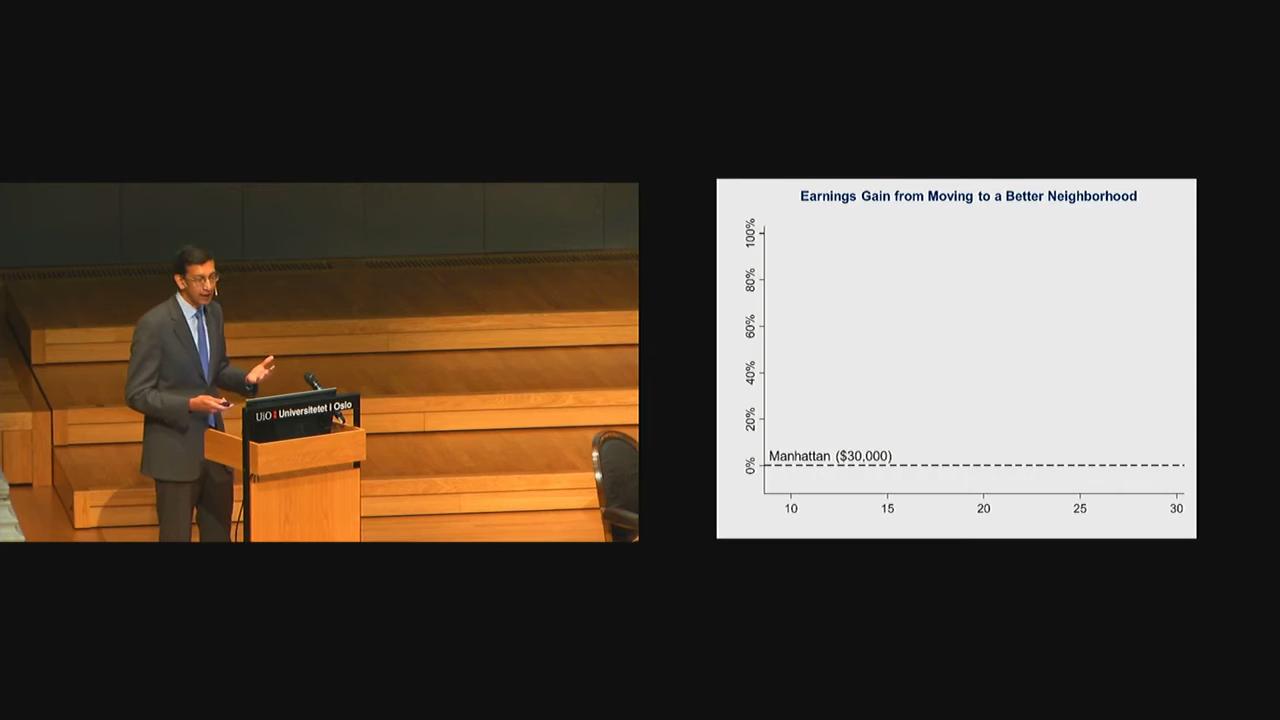 UiO Universitetet i Oslo
Earnings Gain from Moving to a Better Neighborhood
100%
80%
60%
40%
20%
0%
Manhattan ($30,000)
10 15 20 25 30